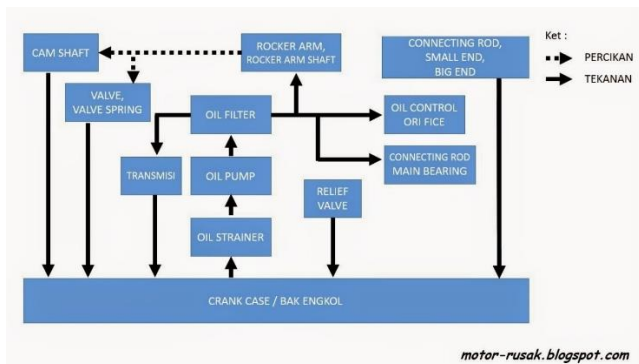 CAM SHAFT
ROCKER ARM,
ROCKER ARM SHAFT
CONNECTING ROD,
SMALL END,
BIG END
Ket :
PERCIKAN
TEKANAN
VALVE,
VALVE SPRING
OIL FILTER
OIL CONTROL
ORI FICE
TRANSMISI
OIL PUMP
RELIEF
VALVE
CONNECTING ROD
MAIN BEARING
OIL STRAINER
CRANK CASE / BAK ENGKOL
motor-rusak.blogspot.com